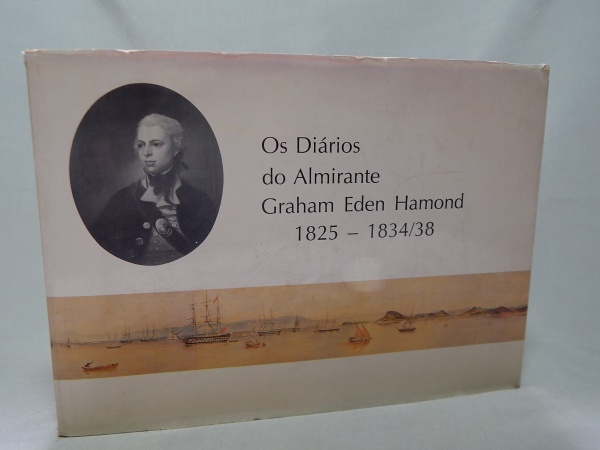 Os Diários
do Almirante
Graham Eden Hamond
1825 – 1834/38